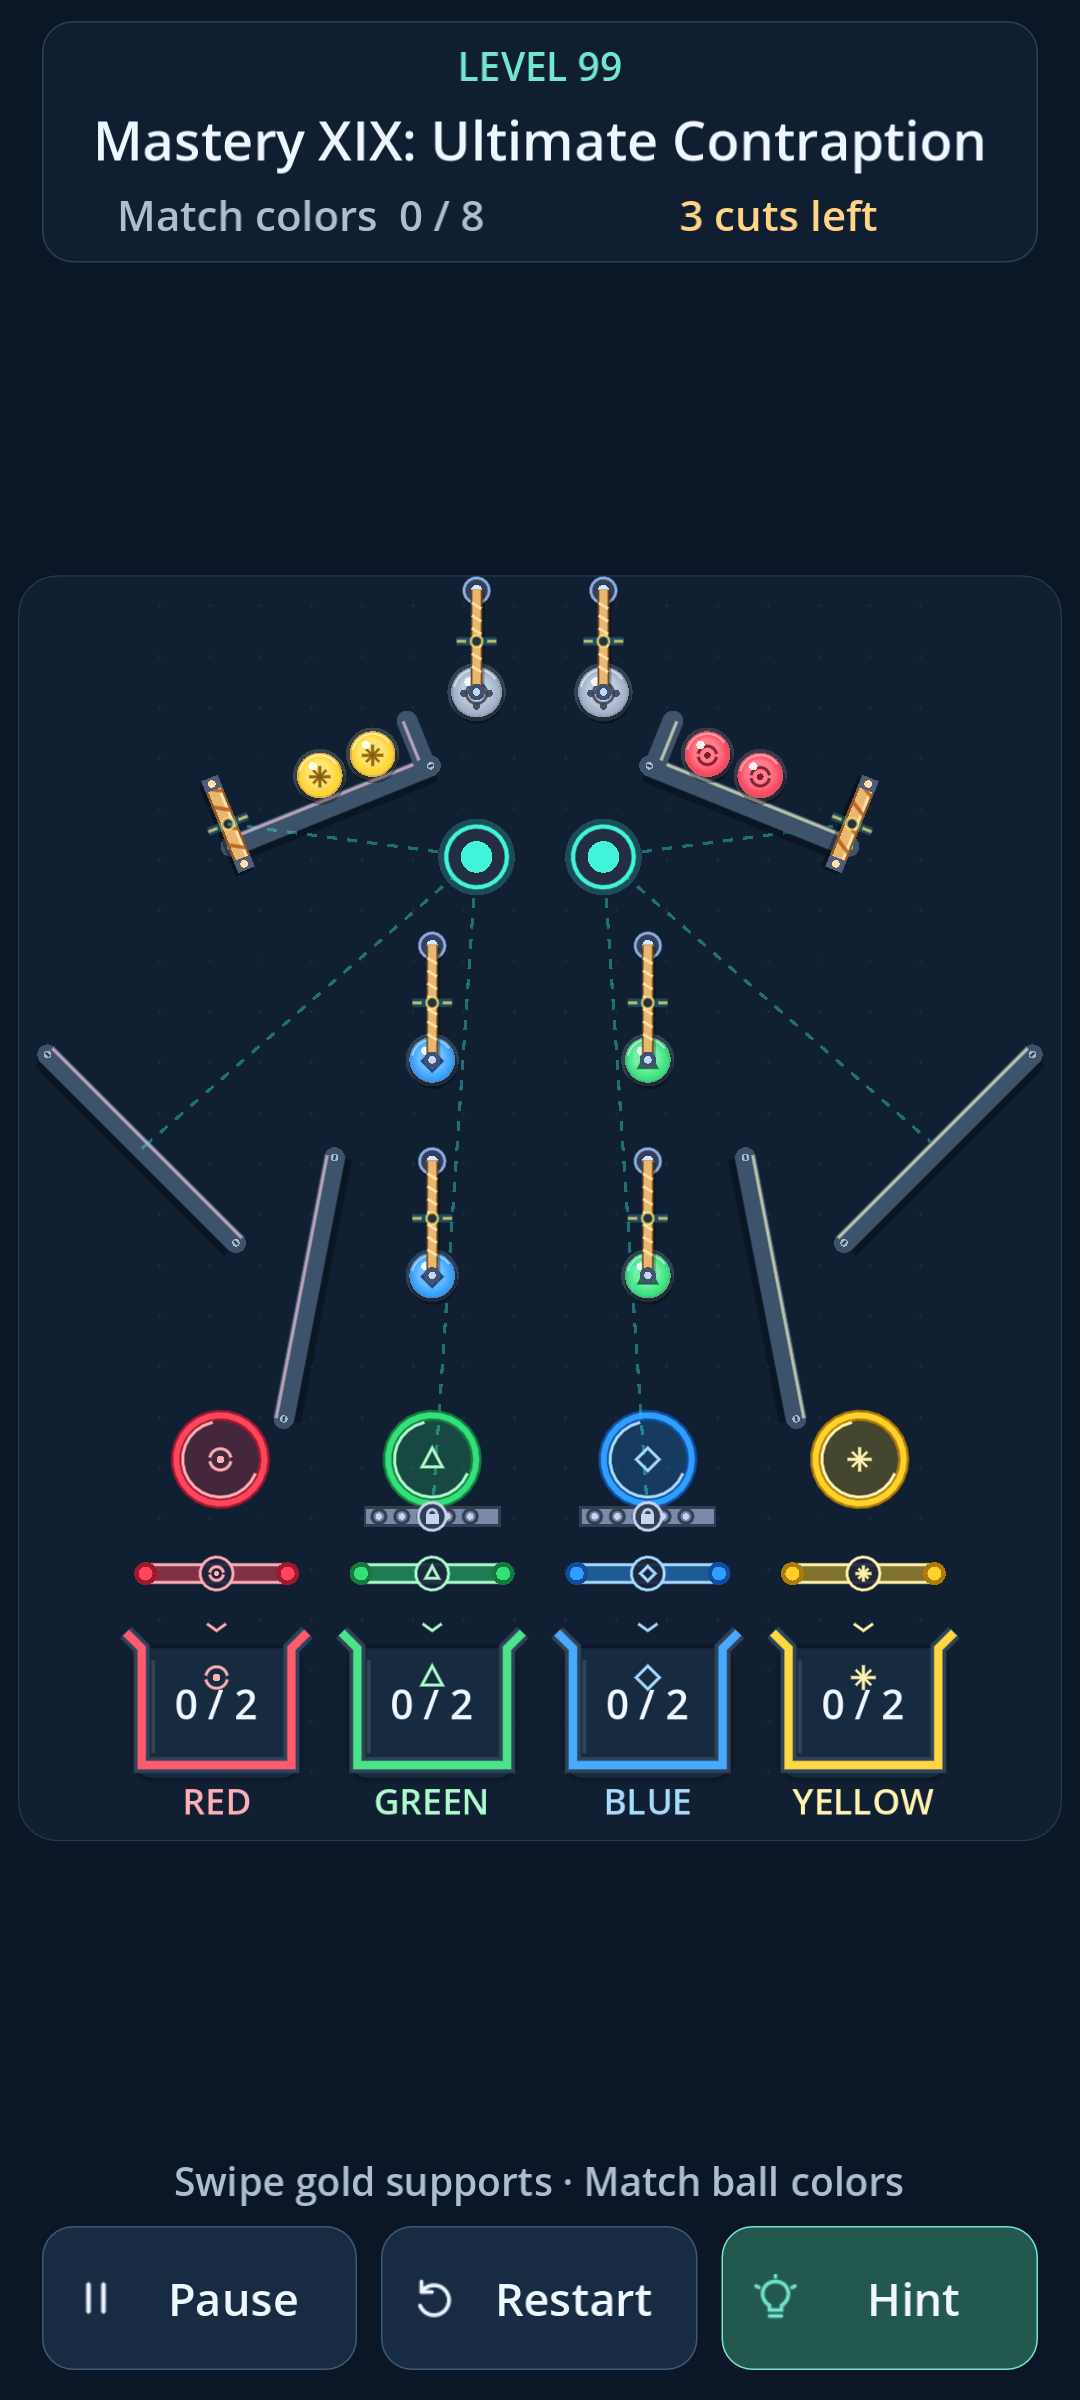 LEVEL 99
Mastery XIX: Ultimate Contraption
Match colors 0 / 8
3 cuts left
0 / 2
0 / 2
0 / 2
0 / 2
RED
GREEN
BLUE
YELLOW
Swipe gold supports · Match ball colors
Pause
Restart
Hint